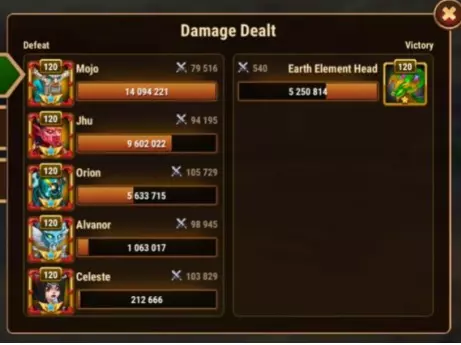 Damage Dealt
Defeat
Victory
120
Mojo
79 516
14 094 221
120
Jhu
94 195
9 602 022
120
Orion
105 729
5 633 715
120
Alvanor
98 945
1 063 017
120
Celeste
103 829
212 666
540
Earth Element Head
120
5 250 814